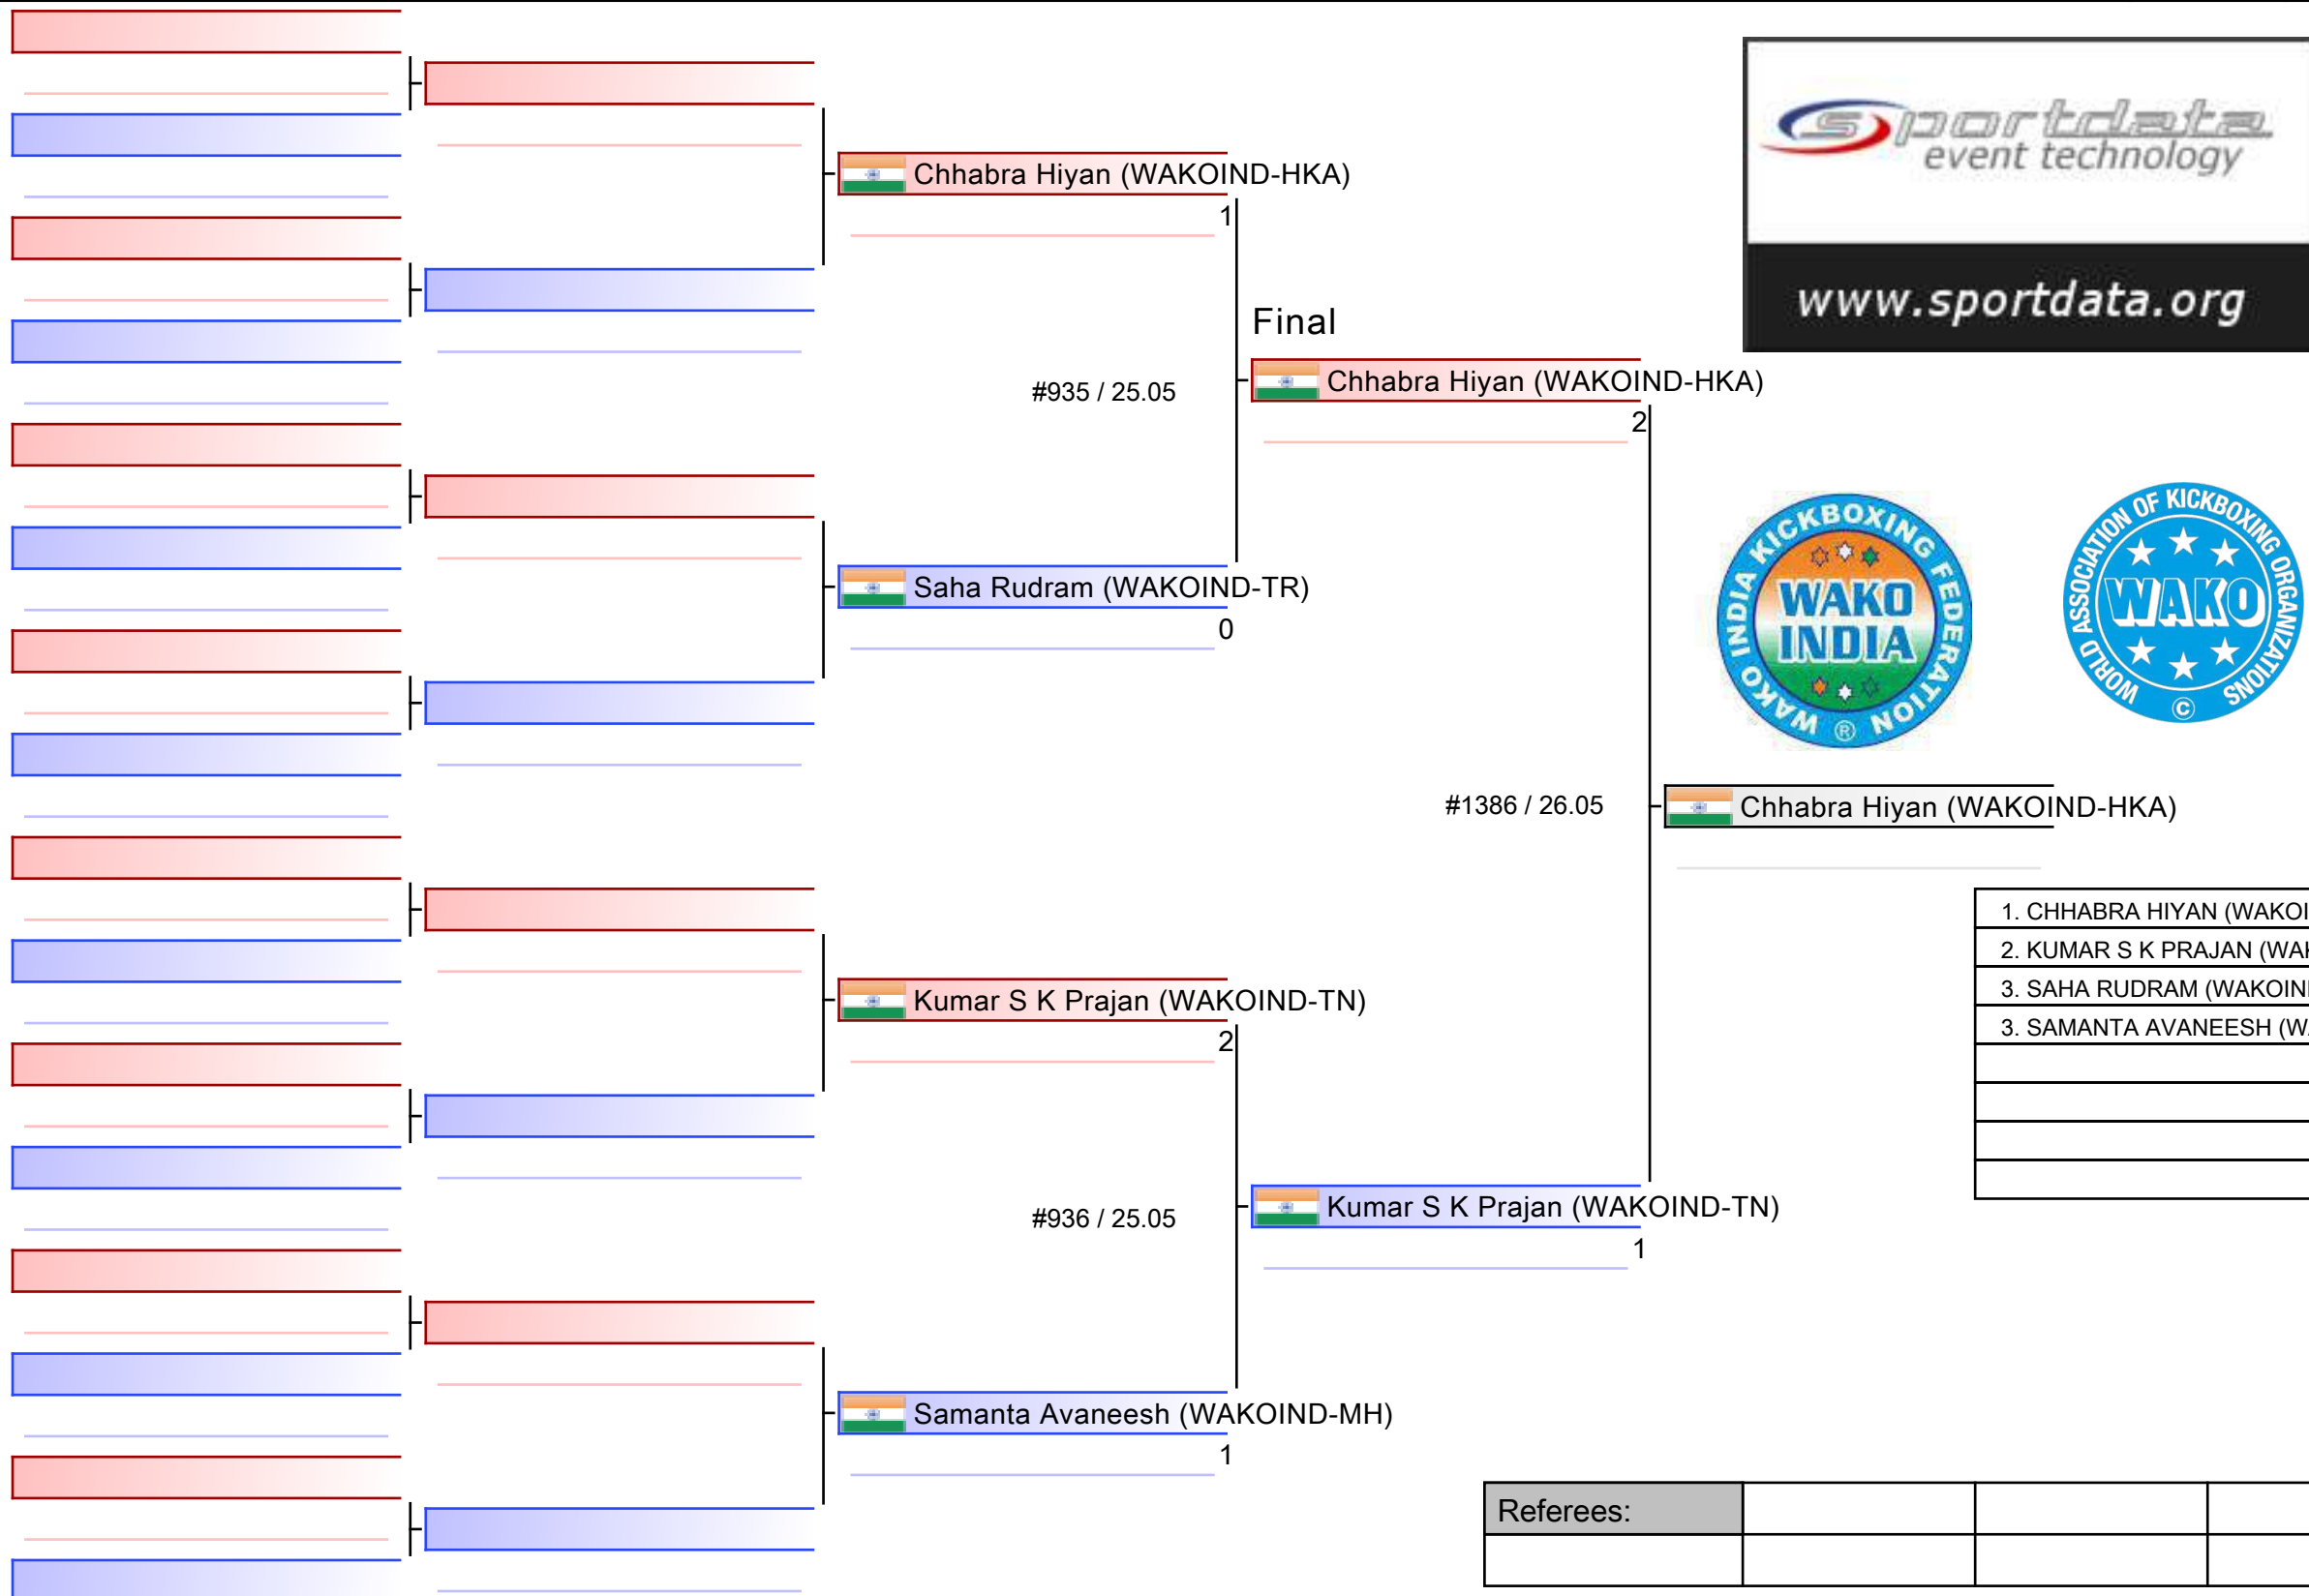 sportdata
event technology
www.sportdata.org
Chhabra Hiyan (WAKOIND-HKA)
1
Final
#935 / 25.05
Chhabra Hiyan (WAKOIND-HKA)
2
Saha Rudram (WAKOIND-TR)
0
WAKO INDIA KICKBOXING FEDERATION
WAKO
INDIA
®
WORLD ASSOCIATION OF KICKBOXING ORGANIZATIONS
WAKO
©
#1386 / 26.05
Chhabra Hiyan (WAKOIND-HKA)
1. CHHABRA HIYAN (WAKOI
2. KUMAR S K PRAJAN (WAK
3. SAHA RUDRAM (WAKOIN
3. SAMANTA AVANEESH (WA
Kumar S K Prajan (WAKOIND-TN)
2
#936 / 25.05
Kumar S K Prajan (WAKOIND-TN)
1
Samanta Avaneesh (WAKOIND-MH)
1
Referees: